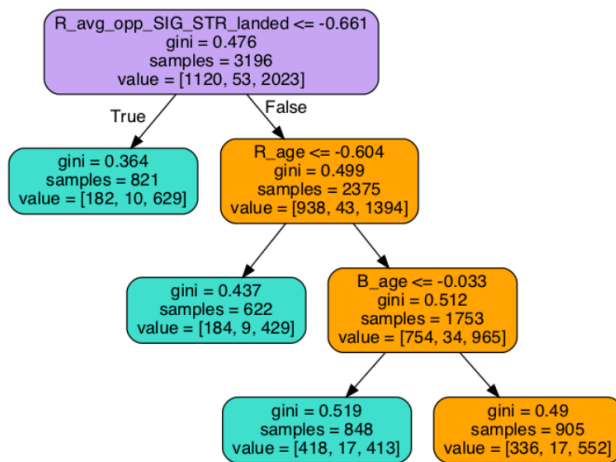 R_avg_opp_SIG_STR_landed <= -0.661
gini = 0.476
samples = 3196
value = [1120, 53, 2023]
True
False
gini = 0.364
samples = 821
value = [182, 10, 629]
R_age <= -0.604
gini = 0.499
samples = 2375
value = [938, 43, 1394]
gini = 0.437
samples = 622
value = [184, 9, 429]
B_age <= -0.033
gini = 0.512
samples = 1753
value = [754, 34, 965]
gini = 0.519
samples = 848
value = [418, 17, 413]
gini = 0.49
samples = 905
value = [336, 17, 552]